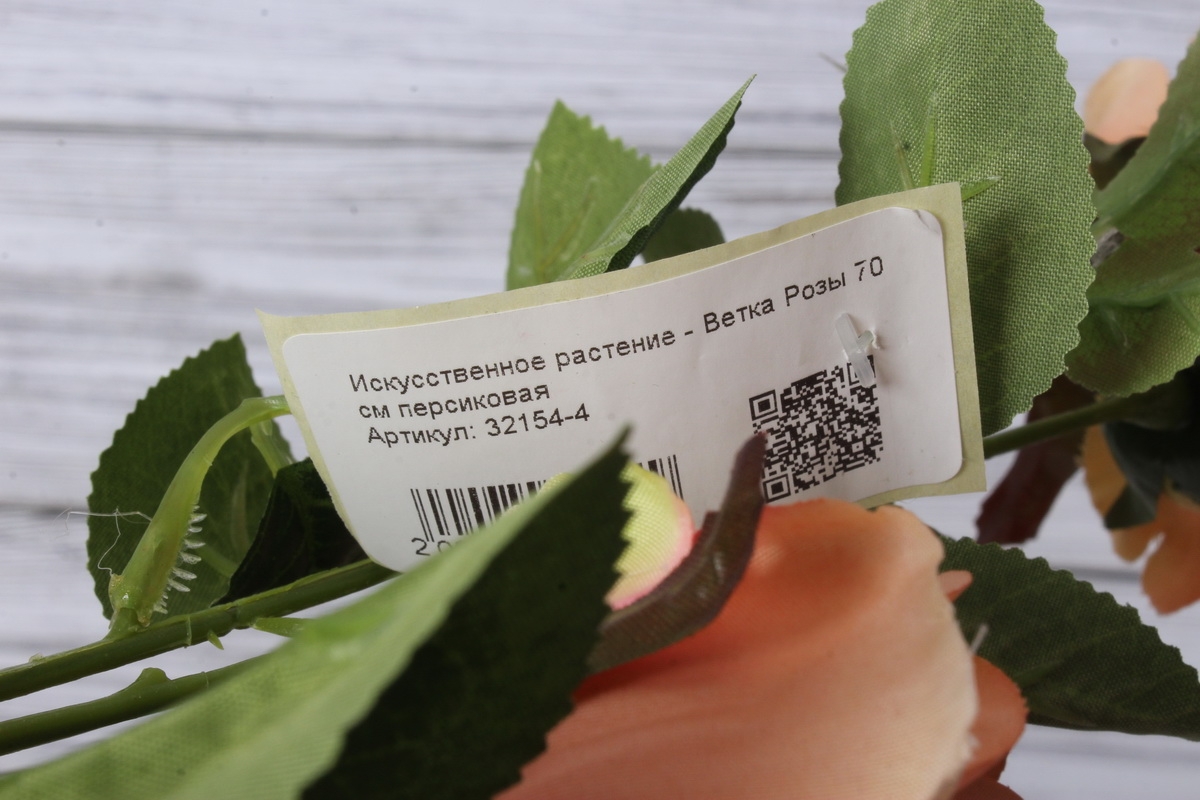 Искусственное растение - Ветка Розы 70
см персиковая
Артикул: 32154-4